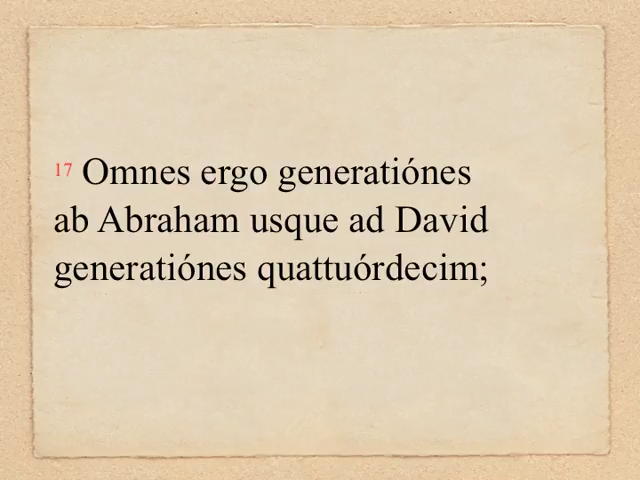 17 Omnes ergo generatiónes
ab Abraham usque ad David
generatiónes quattuórdecim;